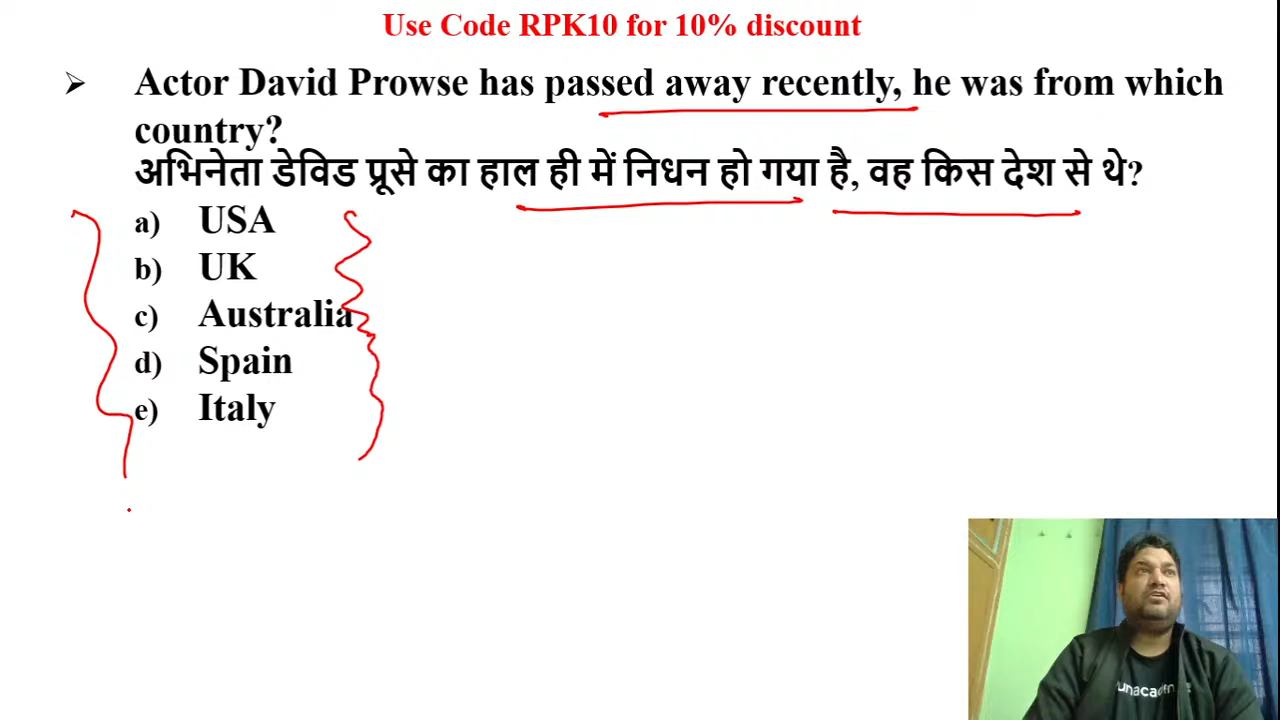 Use Code RPK10 for 10% discount
➢ Actor David Prowse has passed away recently, he was from which
country?
अभिनेता डेविड प्रूसे का हाल ही में निधन हो गया है, वह किस देश से थे?
a) USA
b) UK
c) Australia
d) Spain
e) Italy